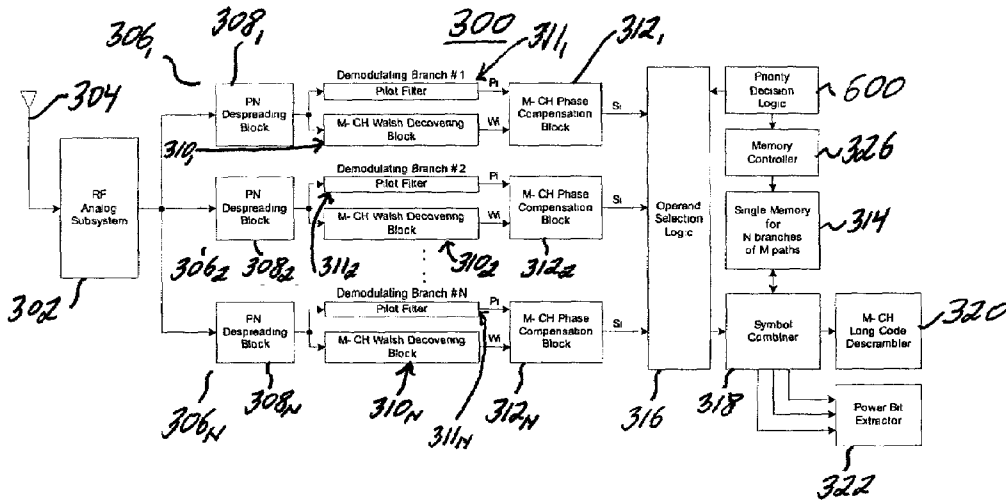 300
306₁
308₁
311₁
312₁
304
Demodulating Branch #1
Pilot Filter
Pi
PN
Despreading
Block
M- CH Walsh Decovering
Block
Wi
M- CH Phase
Compensation
Block
Si
310₁
Priority
Decision
Logic
600
Memory
Controller
326
RF
Analog
Subsystem
302
Demodulating Branch #2
Pilot Filter
Pi
PN
Despreading
Block
M- CH Walsh Decovering
Block
Wi
M- CH Phase
Compensation
Block
Si
306₂
308₂
311₂
310₂
312₂
Operand
Selection
Logic
316
Single Memory
for
N branches
of M paths
314
Demodulating Branch #N
Pilot Filter
Pi
PN
Despreading
Block
M- CH Walsh Decovering
Block
Wi
M- CH Phase
Compensation
Block
Si
306N
308N
310N
311N
312N
Symbol
Combiner
318
M- CH
Long Code
Descrambler
320
Power Bit
Extractor
322